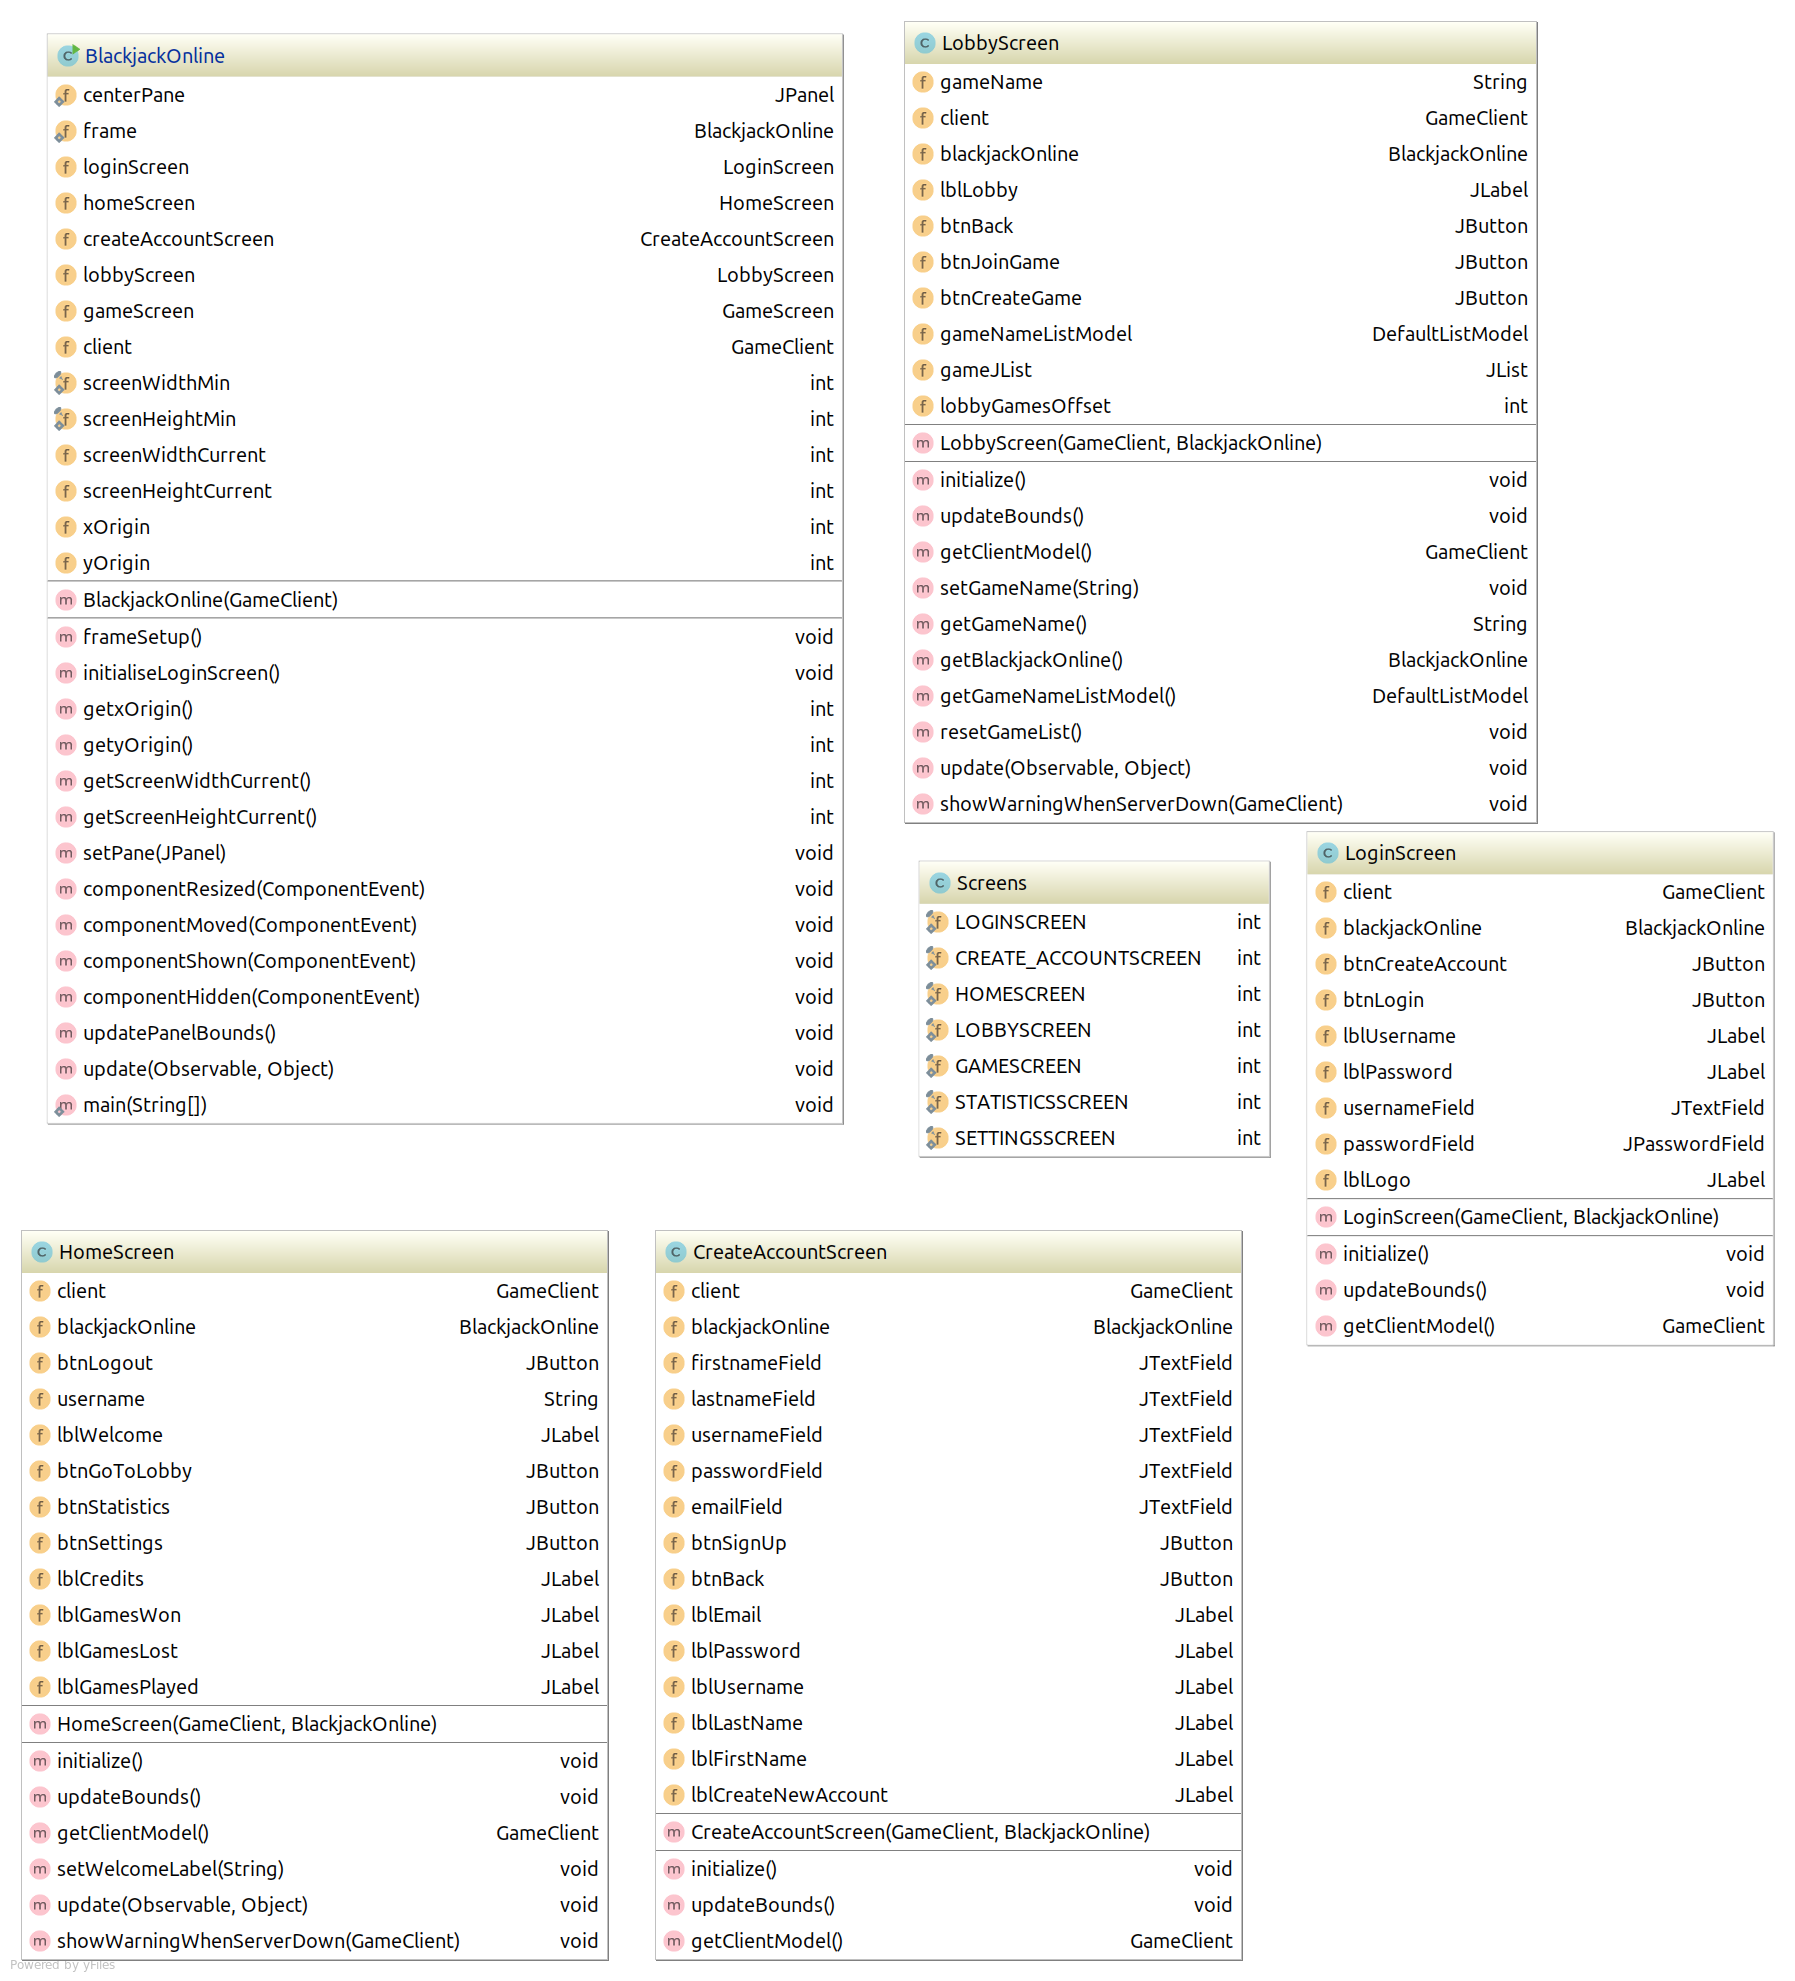 BlackjackOnline
centerPane JPanel
frame BlackjackOnline
loginScreen LoginScreen
homeScreen HomeScreen
createAccountScreen CreateAccountScreen
lobbyScreen LobbyScreen
gameScreen GameScreen
client GameClient
screenWidthMin int
screenHeightMin int
screenWidthCurrent int
screenHeightCurrent int
xOrigin int
yOrigin int
BlackjackOnline(GameClient)
frameSetup() void
initialiseLoginScreen() void
getxOrigin() int
getyOrigin() int
getScreenWidthCurrent() int
getScreenHeightCurrent() int
setPane(JPanel) void
componentResized(ComponentEvent) void
componentMoved(ComponentEvent) void
componentShown(ComponentEvent) void
componentHidden(ComponentEvent) void
updatePanelBounds() void
update(Observable, Object) void
main(String[]) void
LobbyScreen
gameName String
client GameClient
blackjackOnline BlackjackOnline
lblLobby JLabel
btnBack JButton
btnJoinGame JButton
btnCreateGame JButton
gameNameListModel DefaultListModel
gameJList JList
lobbyGamesOffset int
LobbyScreen(GameClient, BlackjackOnline)
initialize() void
updateBounds() void
getClientModel() GameClient
setGameName(String) void
getGameName() String
getBlackjackOnline() BlackjackOnline
getGameNameListModel() DefaultListModel
resetGameList() void
update(Observable, Object) void
showWarningWhenServerDown(GameClient) void
Screens
LOGINSCREEN int
CREATE_ACCOUNTSCREEN int
HOMESCREEN int
LOBBYSCREEN int
GAMESCREEN int
STATISTICSSCREEN int
SETTINGSSCREEN int
LoginScreen
client GameClient
blackjackOnline BlackjackOnline
btnCreateAccount JButton
btnLogin JButton
lblUsername JLabel
lblPassword JLabel
usernameField JTextField
passwordField JPasswordField
lblLogo JLabel
LoginScreen(GameClient, BlackjackOnline)
initialize() void
updateBounds() void
getClientModel() GameClient
HomeScreen
client GameClient
blackjackOnline BlackjackOnline
btnLogout JButton
username String
lblWelcome JLabel
btnGoToLobby JButton
btnStatistics JButton
btnSettings JButton
lblCredits JLabel
lblGamesWon JLabel
lblGamesLost JLabel
lblGamesPlayed JLabel
HomeScreen(GameClient, BlackjackOnline)
initialize() void
updateBounds() void
getClientModel() GameClient
setWelcomeLabel(String) void
update(Observable, Object) void
showWarningWhenServerDown(GameClient) void
CreateAccountScreen
client GameClient
blackjackOnline BlackjackOnline
firstnameField JTextField
lastnameField JTextField
usernameField JTextField
passwordField JTextField
emailField JTextField
btnSignUp JButton
btnBack JButton
lblEmail JLabel
lblPassword JLabel
lblUsername JLabel
lblLastName JLabel
lblFirstName JLabel
lblCreateNewAccount JLabel
CreateAccountScreen(GameClient, BlackjackOnline)
initialize() void
updateBounds() void
getClientModel() GameClient
Powered by yFiles